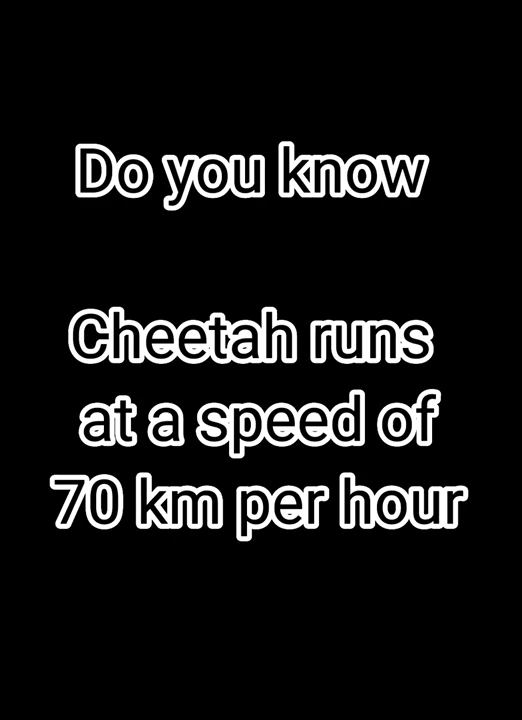 Do you know
Cheetah runs
at a speed of
70 km per hour